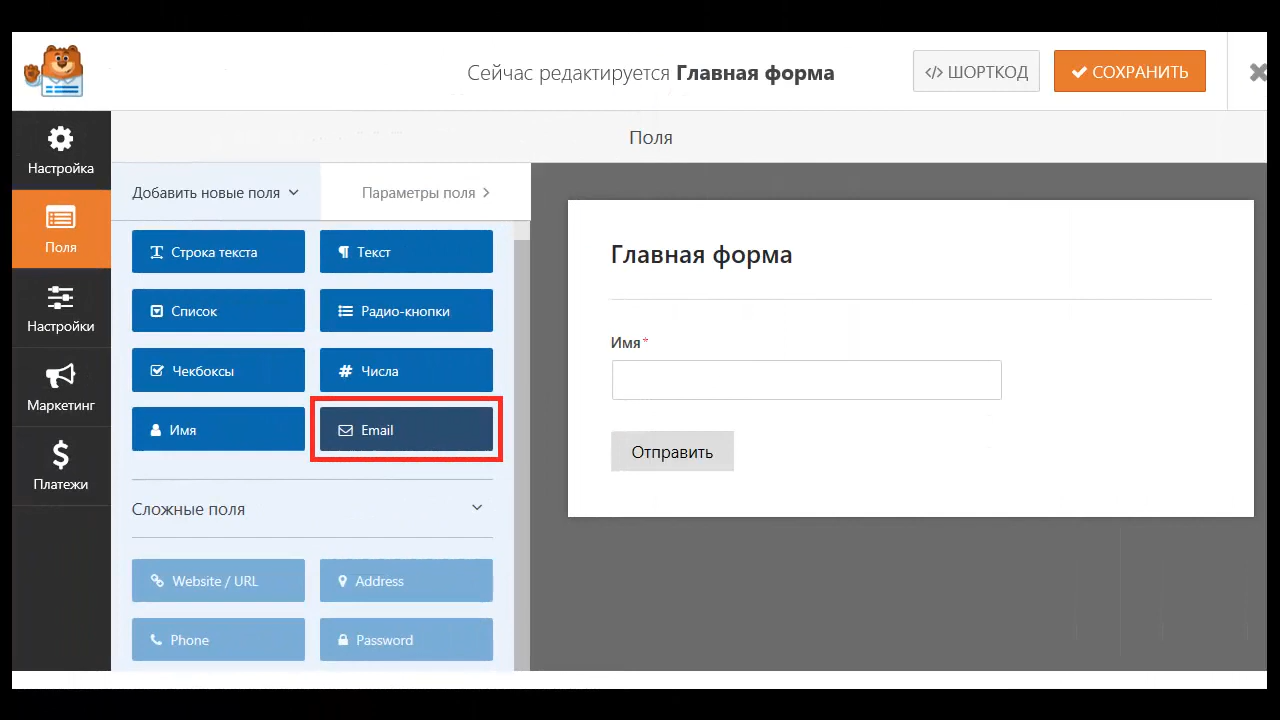 Сейчас редактируется Главная форма
</> ШОРТКОД
СОХРАНИТЬ
Настройка
Поля
Настройки
Маркетинг
Платежи
Поля
Добавить новые поля
Параметры поля
Строка текста
Текст
Список
Радио-кнопки
Чекбоксы
Числа
Имя
Email
Сложные поля
Website / URL
Address
Phone
Password
Главная форма
Имя*
Отправить